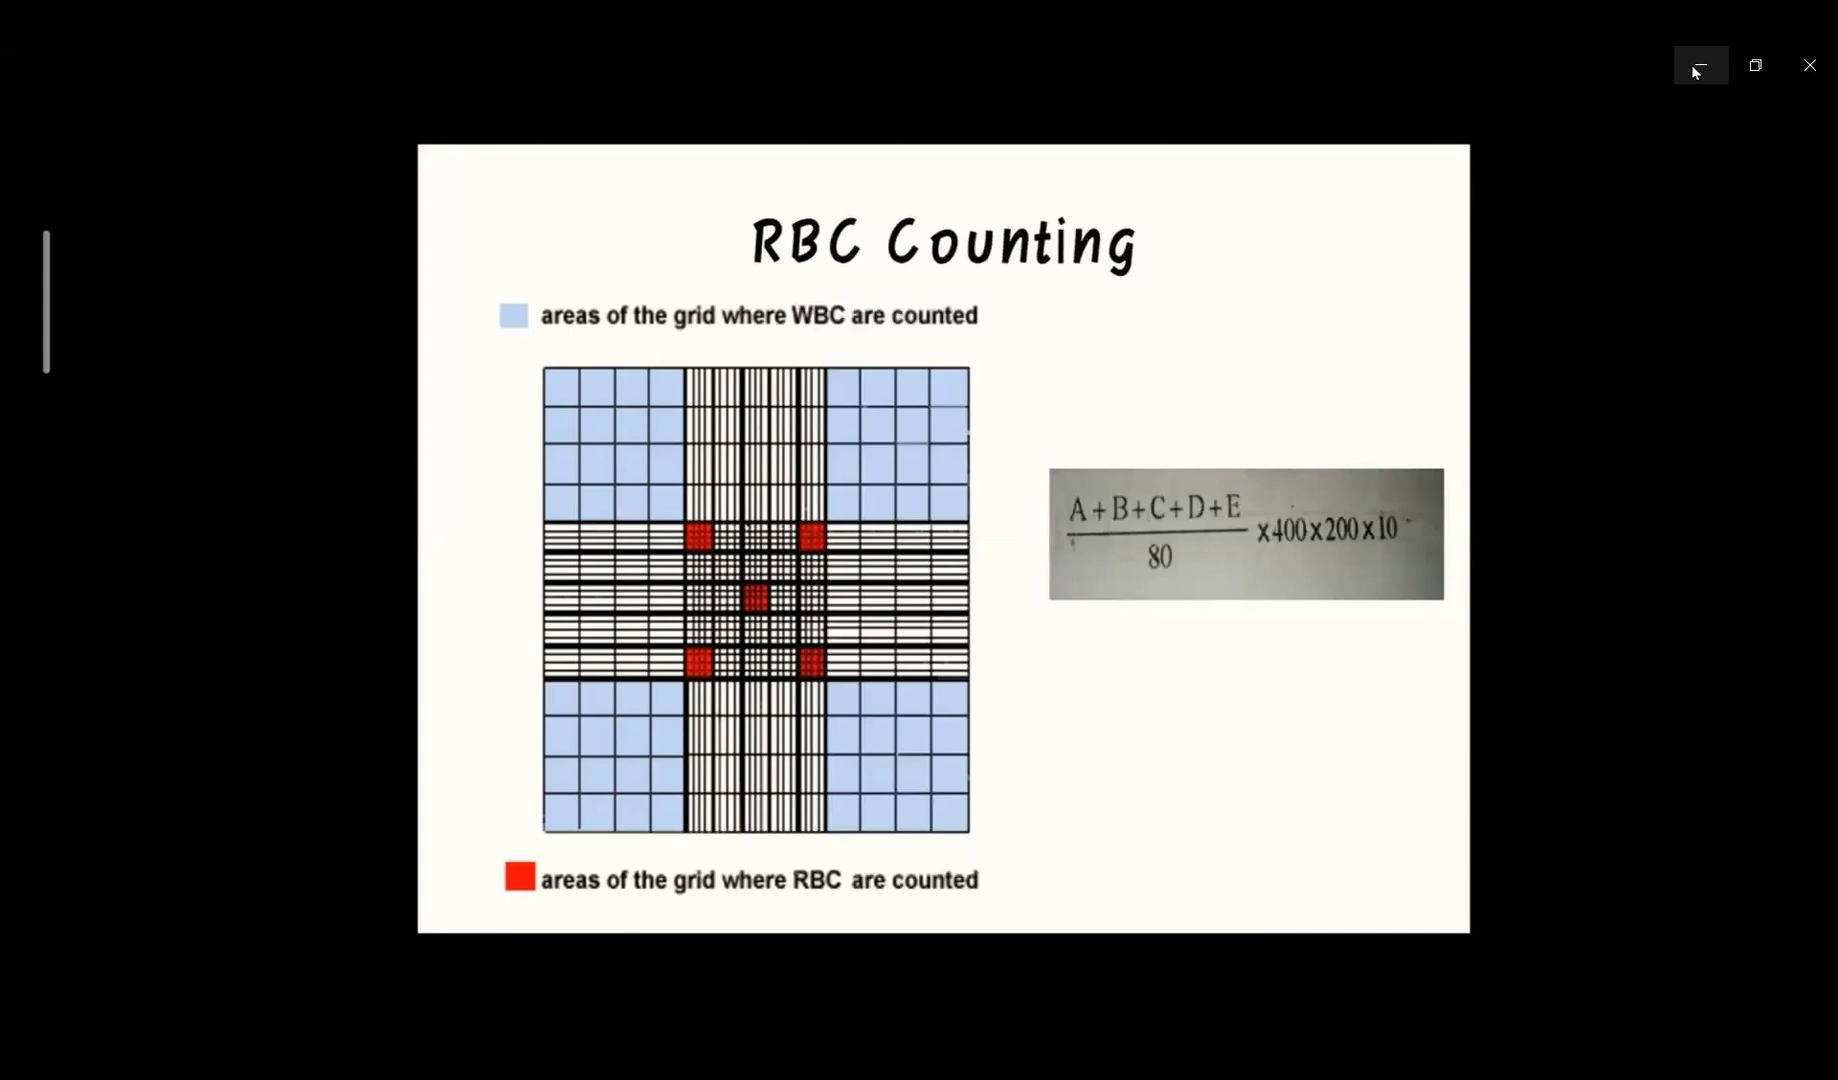 RBC Counting
areas of the grid where WBC are counted
A+B+C+D+E
80
x400x200x10
areas of the grid where RBC are counted